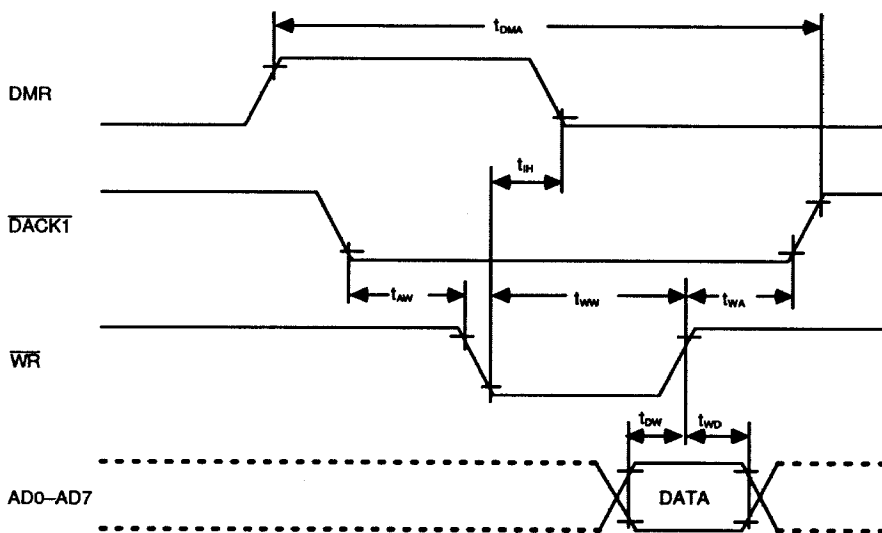 tDMA
DMR
tIH
DACK1
tAW tWW tWA
WR
tDW tWD
AD0–AD7 DATA